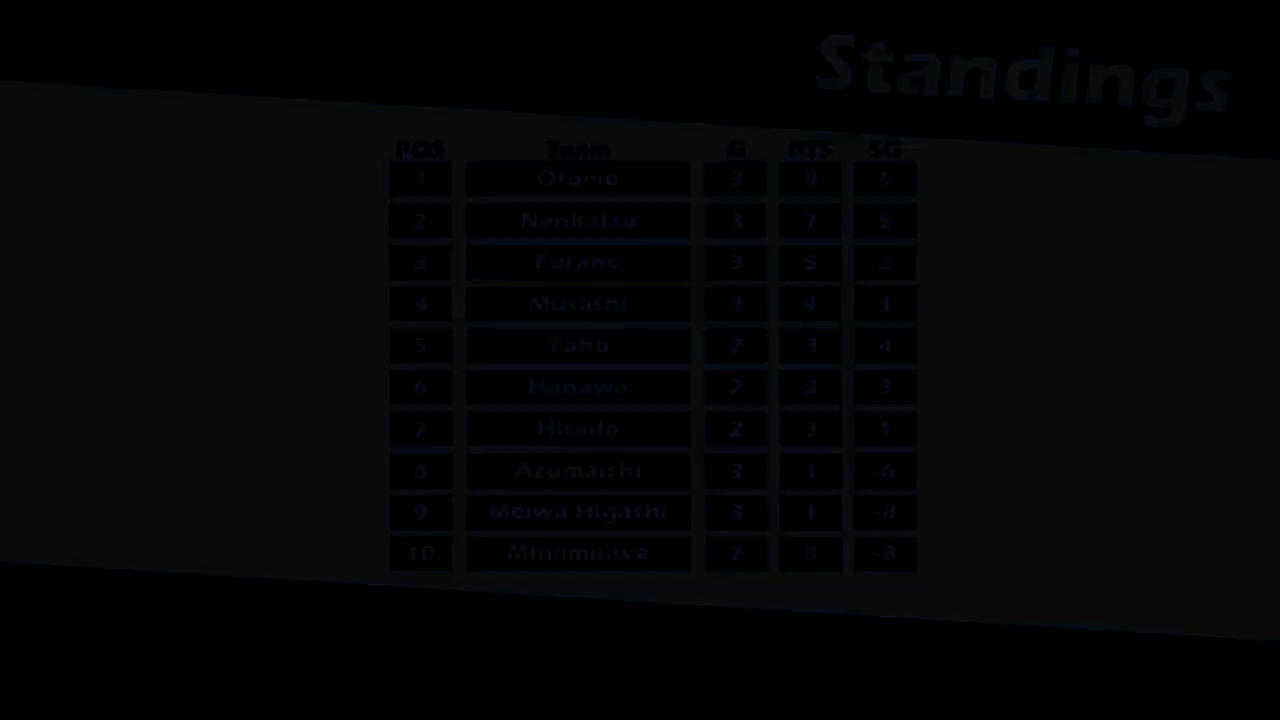 Standings
POS Team G PTS SG
1 Otomo 3 9 6
2 Nankatsu 3 7 5
3 Furano 3 5 2
4 Musashi 3 4 1
5 Toho 2 3 4
6 Hanawa 2 3 3
7 Hirado 2 3 1
8 Azumaichi 3 1 -6
9 Meiwa Higashi 3 1 -8
10 Minamiuwa 2 0 -8